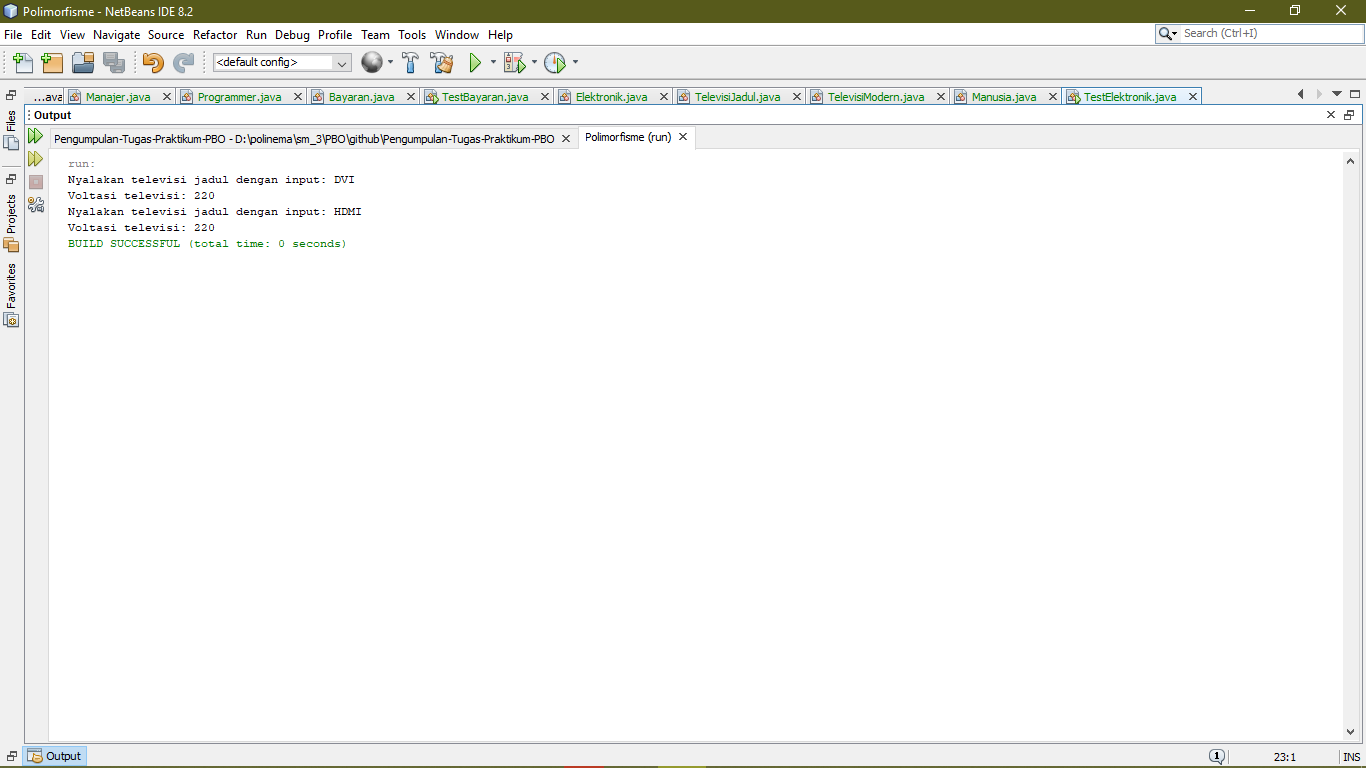 Polimorfisme - NetBeans IDE 8.2
File Edit View Navigate Source Refactor Run Debug Profile Team Tools Window Help
Search (Ctrl+I)
<default config>
...ava Manajer.java Programmer.java Bayaran.java TestBayaran.java Elektronik.java TelevisiJadul.java TelevisiModern.java Manusia.java TestElektronik.java
Files
Projects
Favorites
Output
Pengumpulan-Tugas-Praktikum-PBO - D:\polinema\sm_3\PBO\github\Pengumpulan-Tugas-Praktikum-PBO Polimorfisme (run)
run:
Nyalakan televisi jadul dengan input: DVI
Voltasi televisi: 220
Nyalakan televisi jadul dengan input: HDMI
Voltasi televisi: 220
BUILD SUCCESSFUL (total time: 0 seconds)
Output
1 23:1 INS